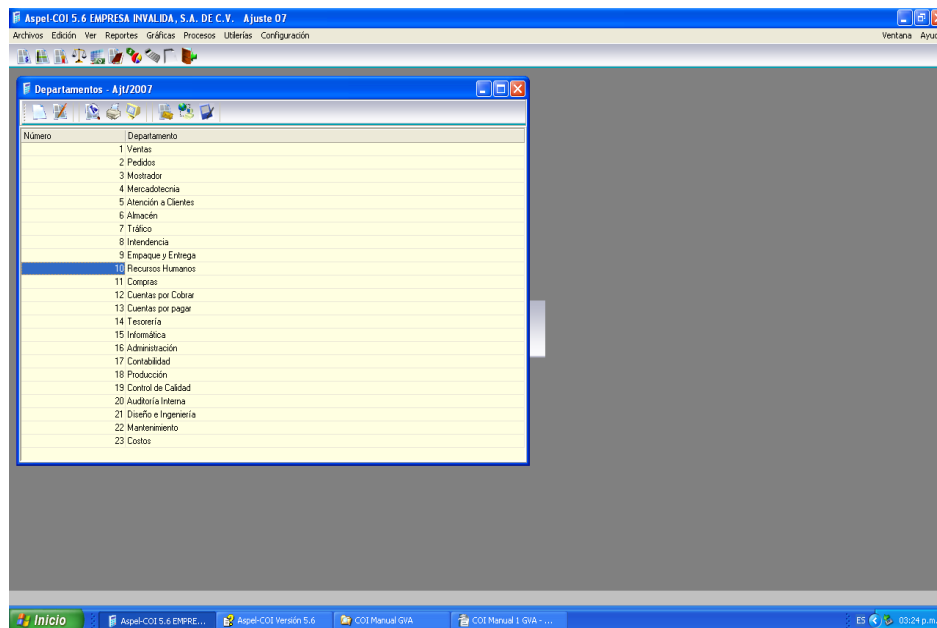 Aspel-COI 5.6 EMPRESA INVALIDA, S.A. DE C.V. Ajuste 07
Archivos Edición Ver Reportes Gráficas Procesos Utilerías Configuración Ventana Ayud
Departamentos - Ajt/2007
Número Departamento
1 Ventas
2 Pedidos
3 Mostrador
4 Mercadotecnia
5 Atención a Clientes
6 Almacén
7 Tráfico
8 Intendencia
9 Empaque y Entrega
10 Recursos Humanos
11 Compras
12 Cuentas por Cobrar
13 Cuentas por pagar
14 Tesorería
15 Informática
16 Administración
17 Contabilidad
18 Producción
19 Control de Calidad
20 Auditoría Interna
21 Diseño e Ingeniería
22 Mantenimiento
23 Costos
Inicio Aspel-COI 5.6 EMPRE... Aspel-COI Versión 5.6 COI Manual GVA COI Manual 1 GVA - ... ES 03:24 p.m.